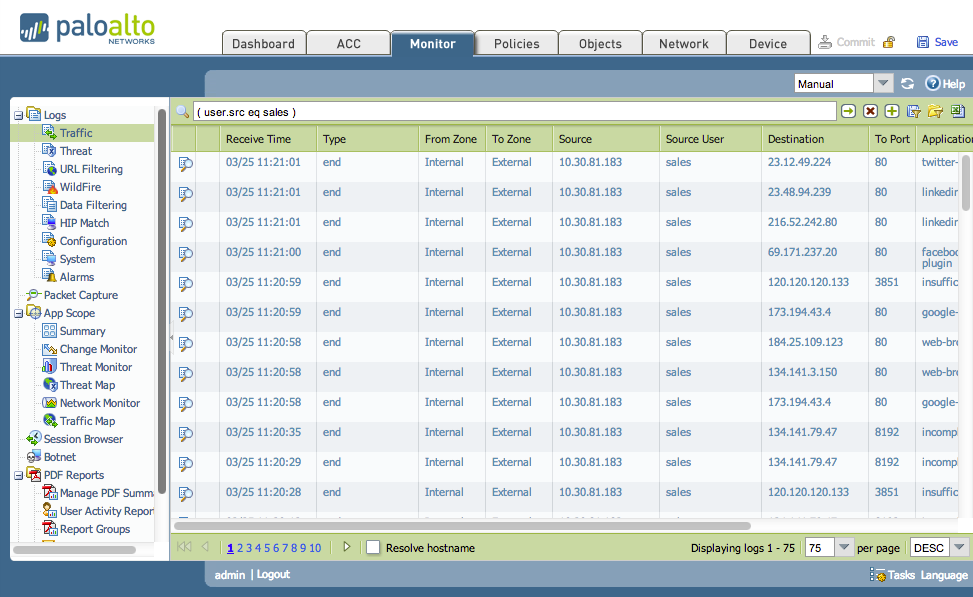 paloalto
NETWORKS
Dashboard ACC Monitor Policies Objects Network Device Commit Save
Manual Help
( user.src eq sales )
Logs
Traffic
Threat
URL Filtering
WildFire
Data Filtering
HIP Match
Configuration
System
Alarms
Packet Capture
App Scope
Summary
Change Monitor
Threat Monitor
Threat Map
Network Monitor
Traffic Map
Session Browser
Botnet
PDF Reports
Manage PDF Summ
User Activity Repor
Report Groups
Receive Time Type From Zone To Zone Source Source User Destination To Port Application
03/25 11:21:01 end Internal External 10.30.81.183 sales 23.12.49.224 80 twitter-
03/25 11:21:01 end Internal External 10.30.81.183 sales 23.48.94.239 80 linkedin
03/25 11:21:01 end Internal External 10.30.81.183 sales 216.52.242.80 80 linkedin
03/25 11:21:00 end Internal External 10.30.81.183 sales 69.171.237.20 80 faceboo
plugin
03/25 11:20:59 end Internal External 10.30.81.183 sales 120.120.120.133 3851 insuffic
03/25 11:20:59 end Internal External 10.30.81.183 sales 173.194.43.4 80 google-
03/25 11:20:58 end Internal External 10.30.81.183 sales 184.25.109.123 80 web-bro
03/25 11:20:58 end Internal External 10.30.81.183 sales 134.141.3.150 80 web-bro
03/25 11:20:58 end Internal External 10.30.81.183 sales 173.194.43.4 80 google-
03/25 11:20:35 end Internal External 10.30.81.183 sales 134.141.79.47 8192 incomp
03/25 11:20:29 end Internal External 10.30.81.183 sales 134.141.79.47 8192 incomp
03/25 11:20:28 end Internal External 10.30.81.183 sales 120.120.120.133 3851 insuffic
1 2 3 4 5 6 7 8 9 10 Resolve hostname Displaying logs 1 - 75 75 per page DESC
admin | Logout Tasks Language